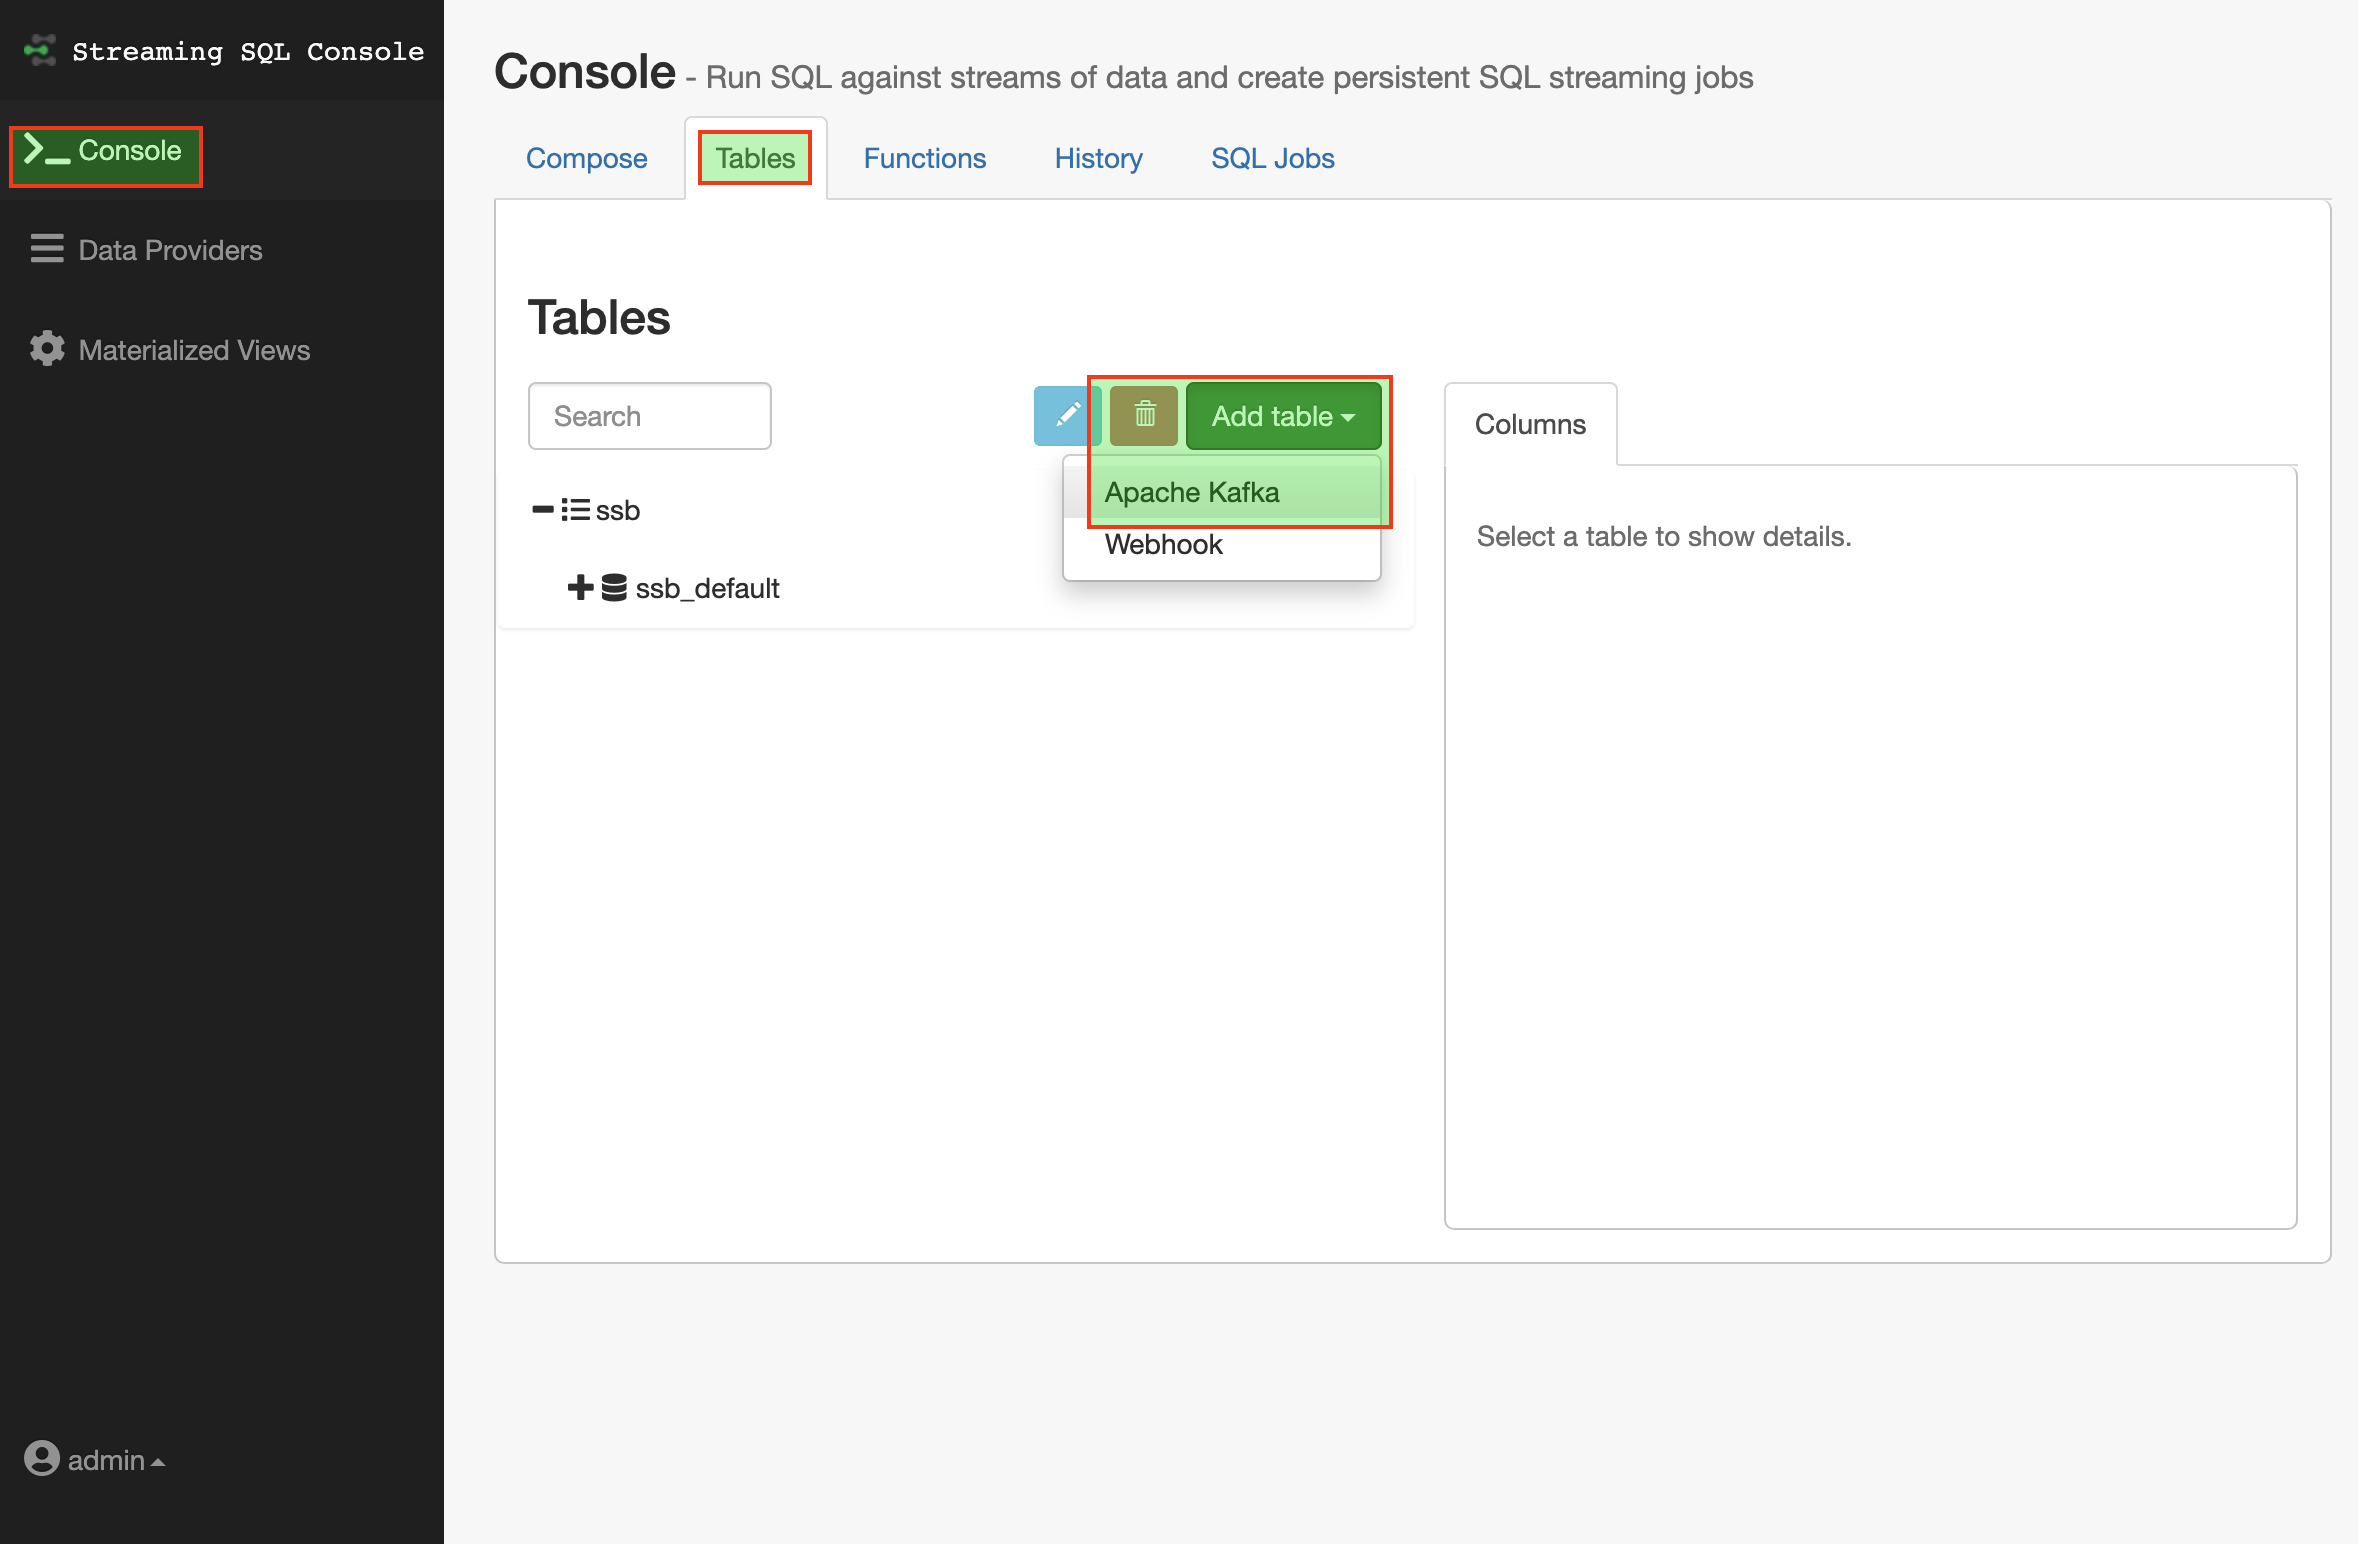 Streaming SQL Console
Console
Data Providers
Materialized Views
admin
Console - Run SQL against streams of data and create persistent SQL streaming jobs
Compose Tables Functions History SQL Jobs
Tables
Search Add table
Apache Kafka
Webhook
ssb
ssb_default
Columns
Select a table to show details.